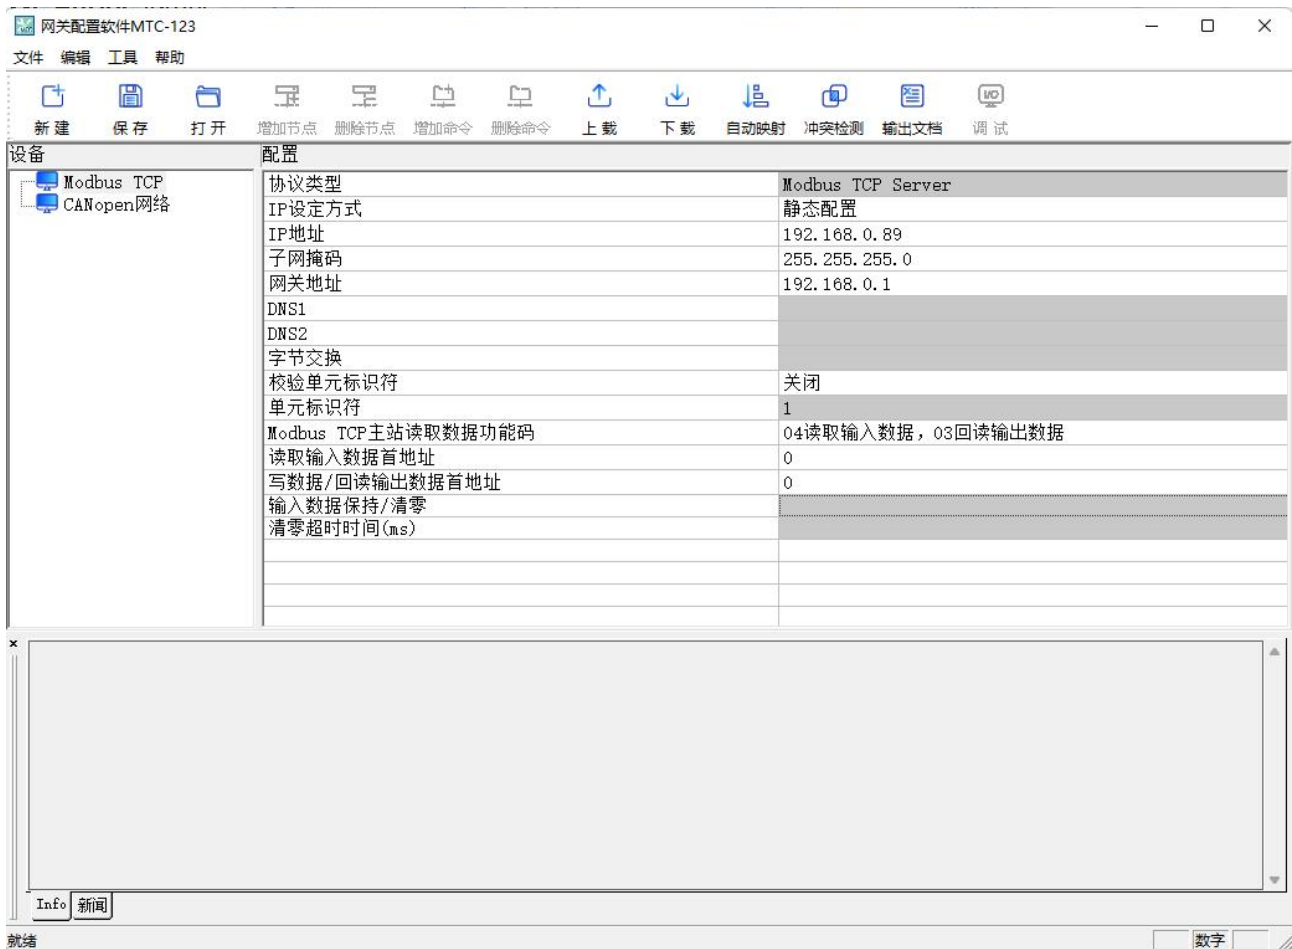 网关配置软件MTC-123
文件 编辑 工具 帮助
新建 保存 打开 增加节点 删除节点 增加命令 删除命令 上载 下载 自动映射 冲突检测 输出文档 调试
设备 配置
Modbus TCP
CANopen网络
协议类型 Modbus TCP Server
IP设定方式 静态配置
IP地址 192.168.0.89
子网掩码 255.255.255.0
网关地址 192.168.0.1
DNS1
DNS2
字节交换
校验单元标识符 关闭
单元标识符 1
Modbus TCP主站读取数据功能码 04读取输入数据，03回读输出数据
读取输入数据首地址 0
写数据/回读输出数据首地址 0
输入数据保持/清零
清零超时时间(ms)
Info 新闻
就绪 数字